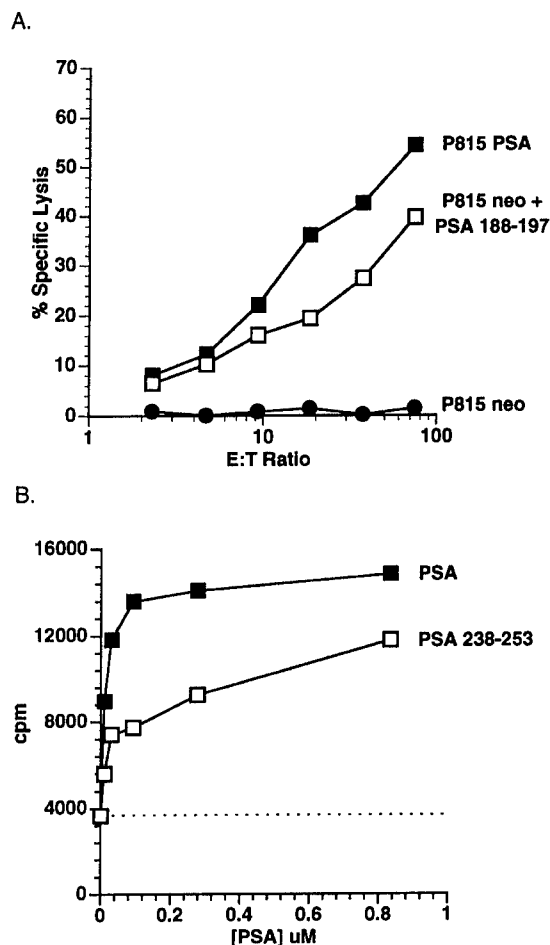 A.
70
60
50
40
30
20
10
0
% Specific Lysis
P815 PSA
P815 neo +
PSA 188-197
P815 neo
1
10
100
E:T Ratio
B.
16000
12000
8000
4000
0
cpm
PSA
PSA 238-253
0
0.2
0.4
0.6
0.8
1
[PSA] uM